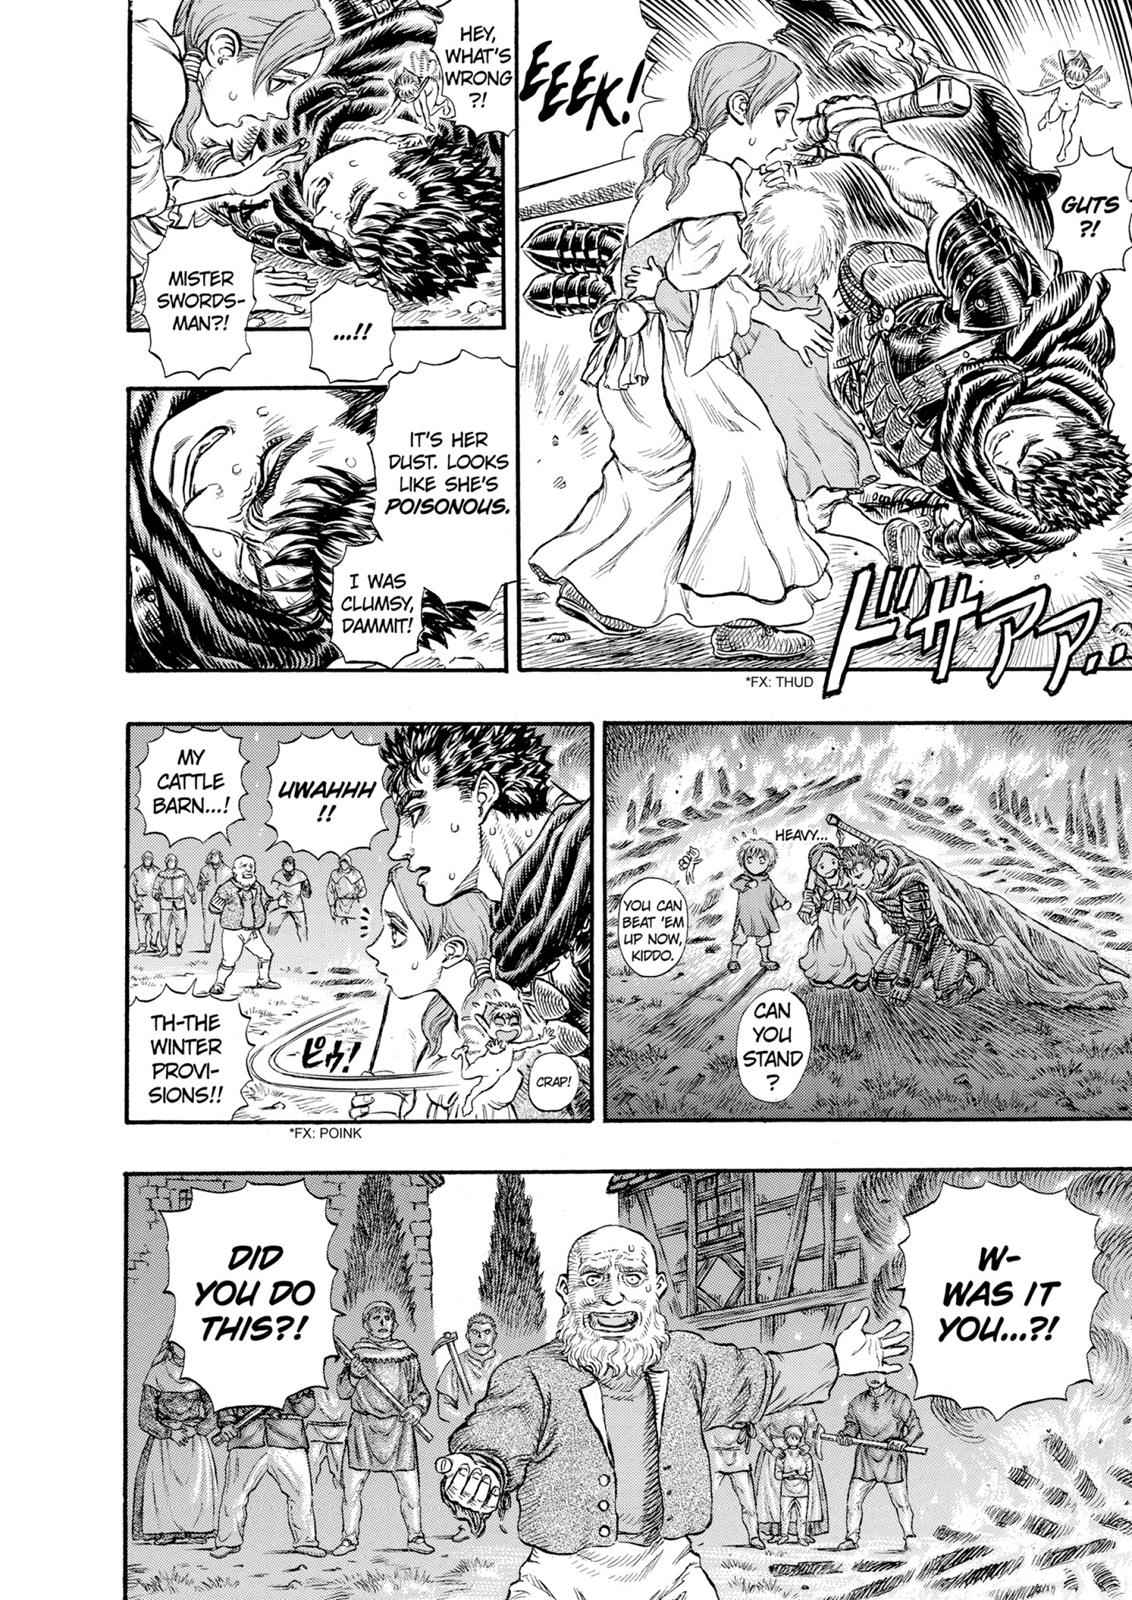 EEEK!
GUTS
?!
ドサアア‥
*FX: THUD
HEY,
WHAT'S
WRONG
?!
MISTER
SWORDS-
MAN?!
...!!
IT'S HER
DUST. LOOKS
LIKE SHE'S
POISONOUS.
I WAS
CLUMSY,
DAMMIT!
HEAVY...
YOU CAN
BEAT 'EM
UP NOW,
KIDDO.
CAN
YOU
STAND
?
UWAHHH
!!
MY
CATTLE
BARN...!
TH-THE
WINTER
PROVI-
SIONS!!
ピゥ!
CRAP!
*FX: POINK
W-
WAS IT
YOU...?!
DID
YOU DO
THIS?!